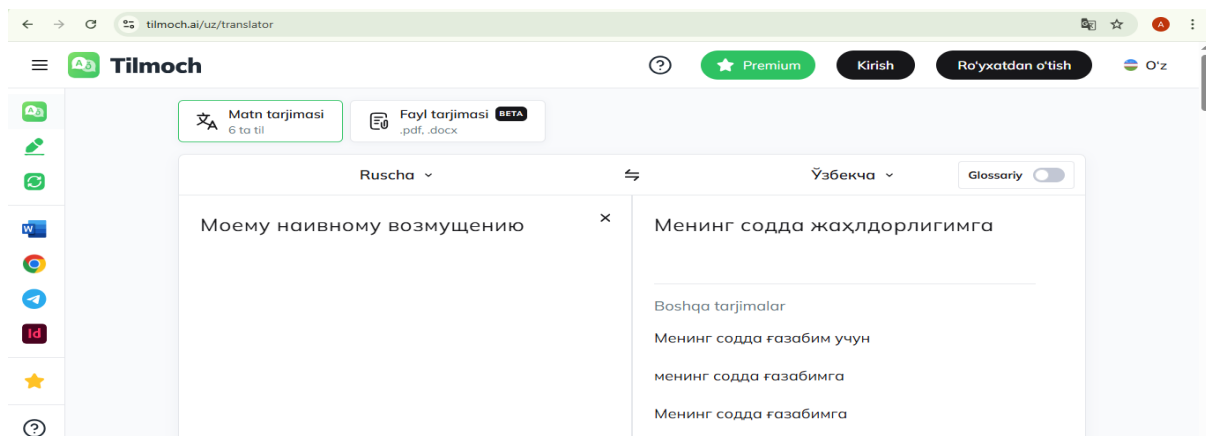 tilmoch.ai/uz/translator
A
Tilmoch
Premium
Kirish
Ro'yxatdan o'tish
O'z
Matn tarjimasi
6 ta til
Fayl tarjimasi BETA
.pdf, .docx
Ruscha
Ўзбекча
Glossariy
Моему наивному возмущению
Менинг содда жаҳлдорлигимга
Boshqa tarjimalar
Менинг содда ғазабим учун
менинг содда ғазабимга
Менинг содда ғазабимга
W
Id